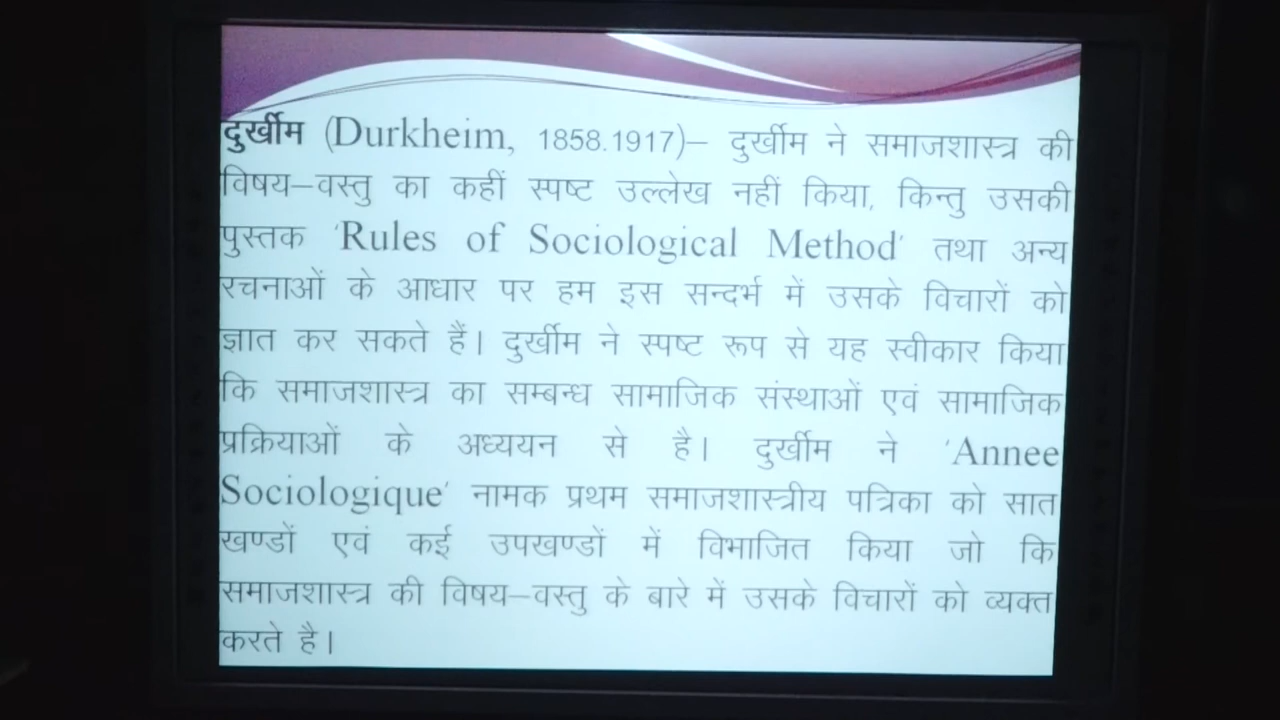 दुर्खीम (Durkheim, 1858.1917)– दुर्खीम ने समाजशास्त्र की
विषय–वस्तु का कहीं स्पष्ट उल्लेख नहीं किया, किन्तु उसकी
पुस्तक 'Rules of Sociological Method' तथा अन्य
रचनाओं के आधार पर हम इस सन्दर्भ में उसके विचारों को
ज्ञात कर सकते हैं। दुर्खीम ने स्पष्ट रूप से यह स्वीकार किया
कि समाजशास्त्र का सम्बन्ध सामाजिक संस्थाओं एवं सामाजिक
प्रक्रियाओं के अध्ययन से है। दुर्खीम ने 'Annee
Sociologique' नामक प्रथम समाजशास्त्रीय पत्रिका को सात
खण्डों एवं कई उपखण्डों में विभाजित किया जो कि
समाजशास्त्र की विषय–वस्तु के बारे में उसके विचारों को व्यक्त
करते है।